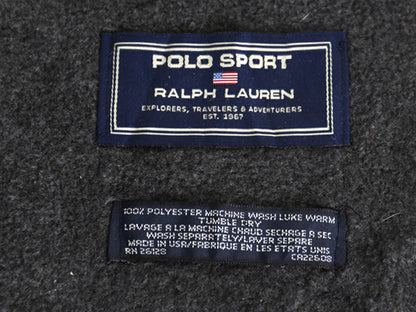 POLO SPORT
RALPH LAUREN
EXPLORERS, TRAVELERS & ADVENTURERS
EST. 1967
100% POLYESTER MACHINE WASH LUKE WARM
TUMBLE DRY
LAVAGE A LA MACHINE CHAUD SECHAGE A SEC
WASH SEPARATELY/LAVER SEPARE
MADE IN USA/FABRIQUE EN LES ETATS UNIS
RN 26128 CA22608